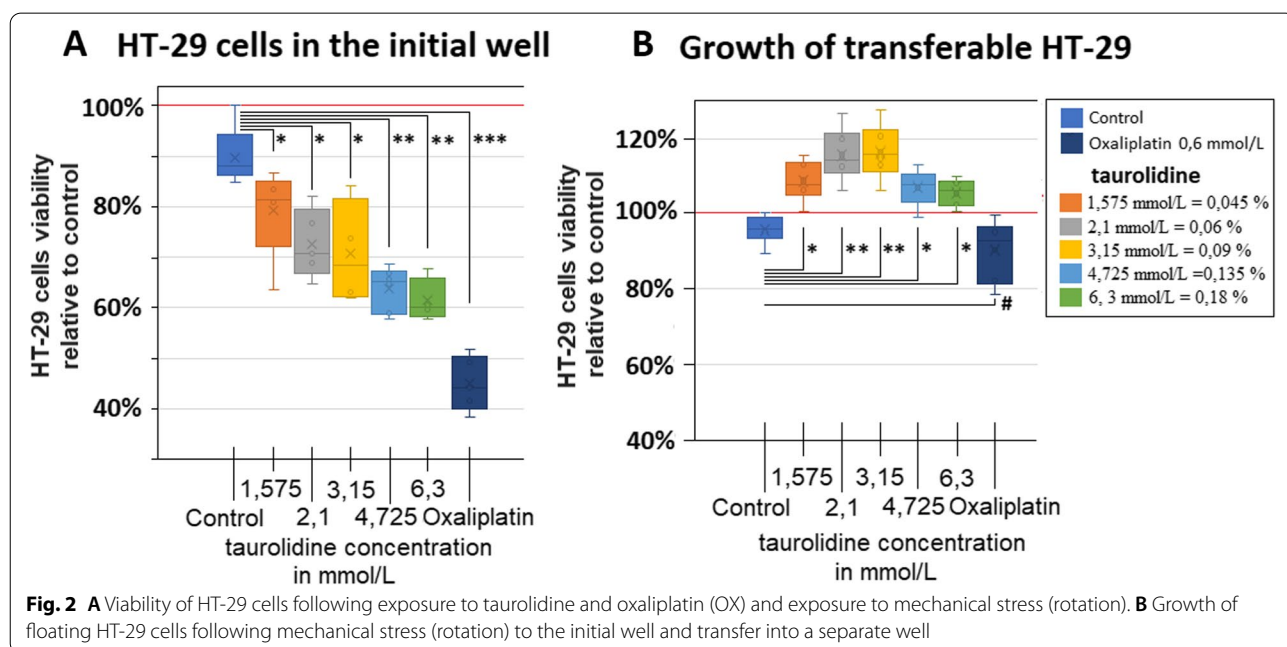 A HT-29 cells in the initial well
100%
80%
60%
40%
HT-29 cells viability
relative to control
* * * ** ** ***
1,575 3,15 6,3
Control 2,1 4,725 Oxaliplatin
taurolidine concentration
in mmol/L
B Growth of transferable HT-29
120%
100%
80%
60%
40%
HT-29 cells viability
relative to control
* ** ** * *
#
1,575 3,15 6,3
Control 2,1 4,725 Oxaliplatin
taurolidine concentration
in mmol/L
Control
Oxaliplatin 0,6 mmol/L
taurolidine
1,575 mmol/L = 0,045 %
2,1 mmol/L = 0,06 %
3,15 mmol/L = 0,09 %
4,725 mmol/L =0,135 %
6, 3 mmol/L = 0,18 %
Fig. 2 A Viability of HT-29 cells following exposure to taurolidine and oxaliplatin (OX) and exposure to mechanical stress (rotation). B Growth of
floating HT-29 cells following mechanical stress (rotation) to the initial well and transfer into a separate well